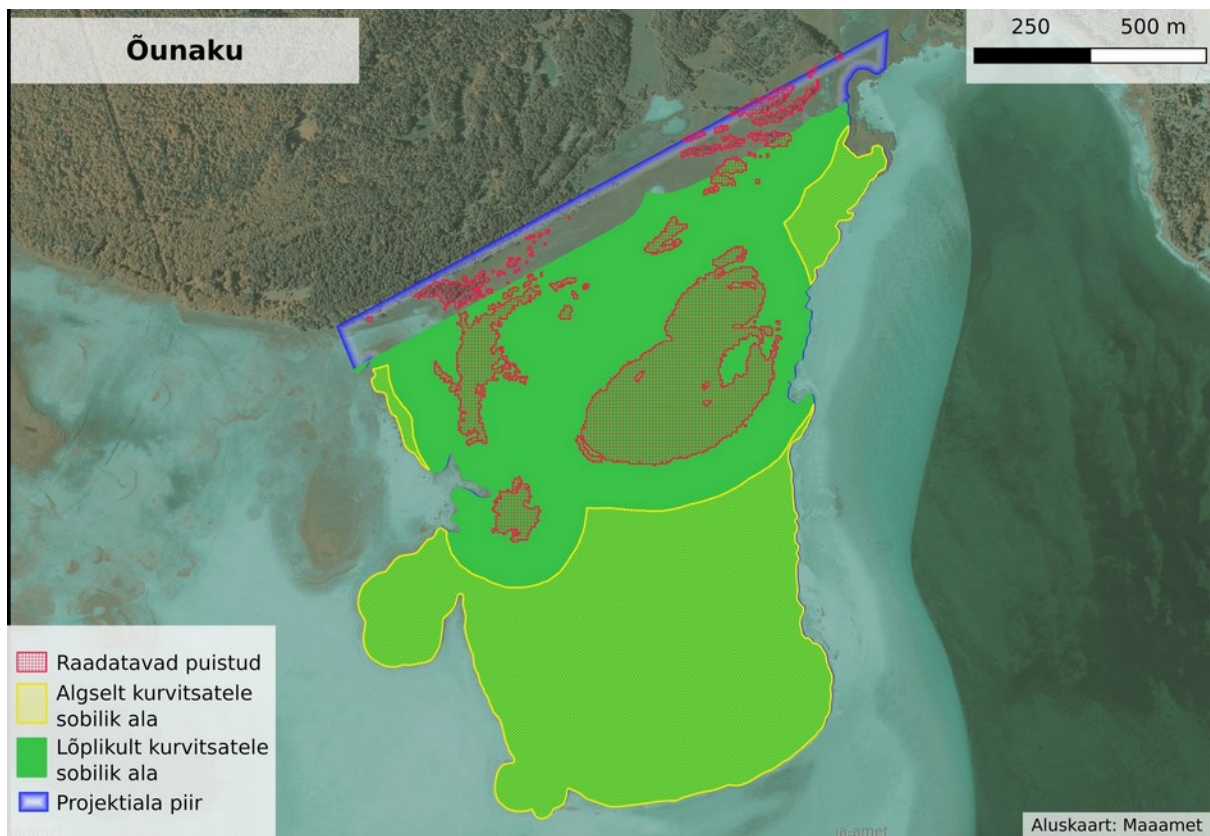 Õunaku
250 500 m
Raadatavad puistud
Algselt kurvitsatele
sobilik ala
Lõplikult kurvitsatele
sobilik ala
Projektiala piir
Aluskaart: Maaamet